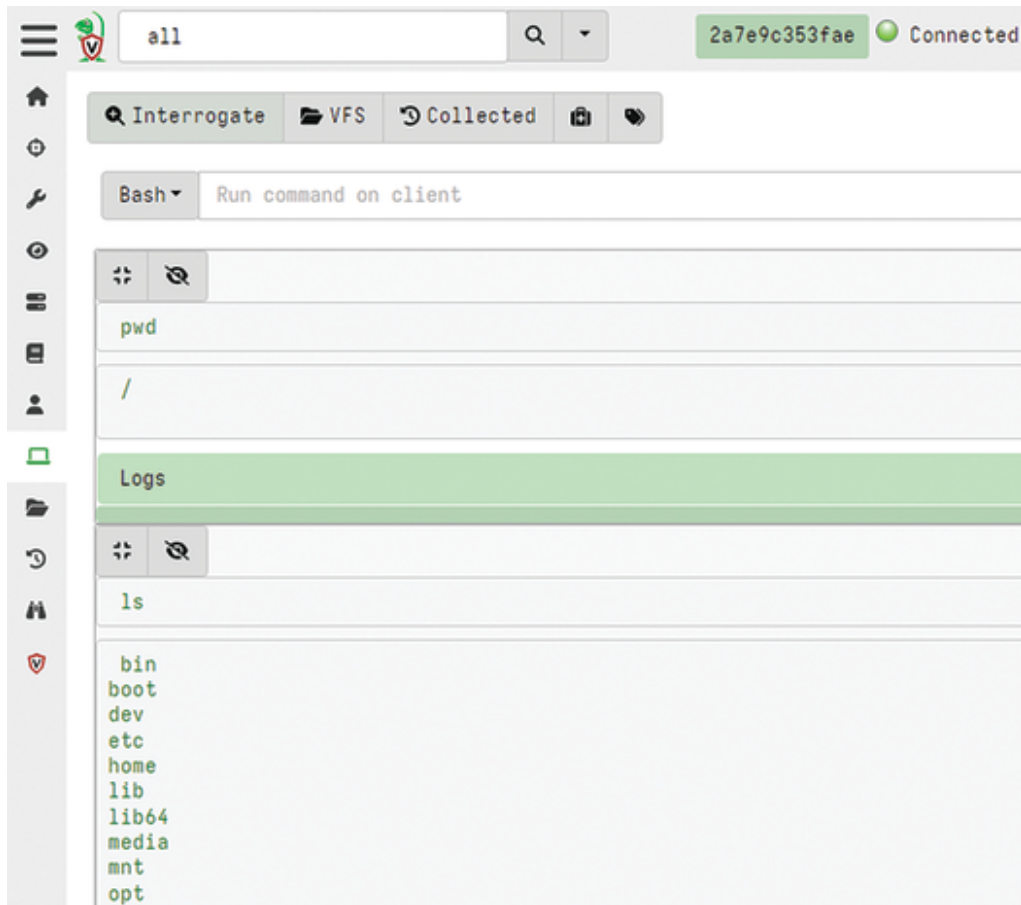 V all 2a7e9c353fae Connected
Interrogate VFS Collected
Bash Run command on client
pwd
/
Logs
ls
V
bin
boot
dev
etc
home
lib
lib64
media
mnt
opt